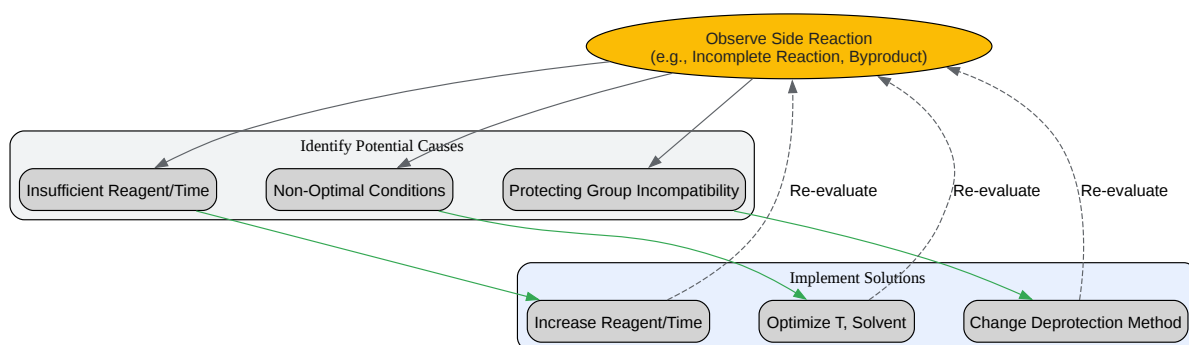 Observe Side Reaction
(e.g., Incomplete Reaction, Byproduct)
Identify Potential Causes
Insufficient Reagent/Time
Non-Optimal Conditions
Protecting Group Incompatibility
Re-evaluate
Re-evaluate
Re-evaluate
Implement Solutions
Increase Reagent/Time
Optimize T, Solvent
Change Deprotection Method